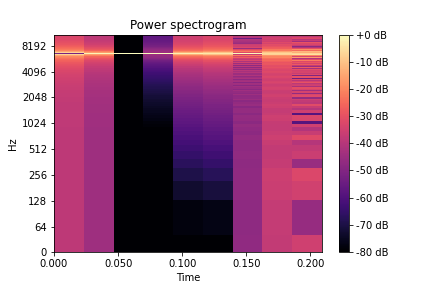 Power spectrogram
8192
4096
2048
1024
512
256
128
64
0
Hz
0.000 0.050 0.100 0.150 0.200
Time
+0 dB
-10 dB
-20 dB
-30 dB
-40 dB
-50 dB
-60 dB
-70 dB
-80 dB